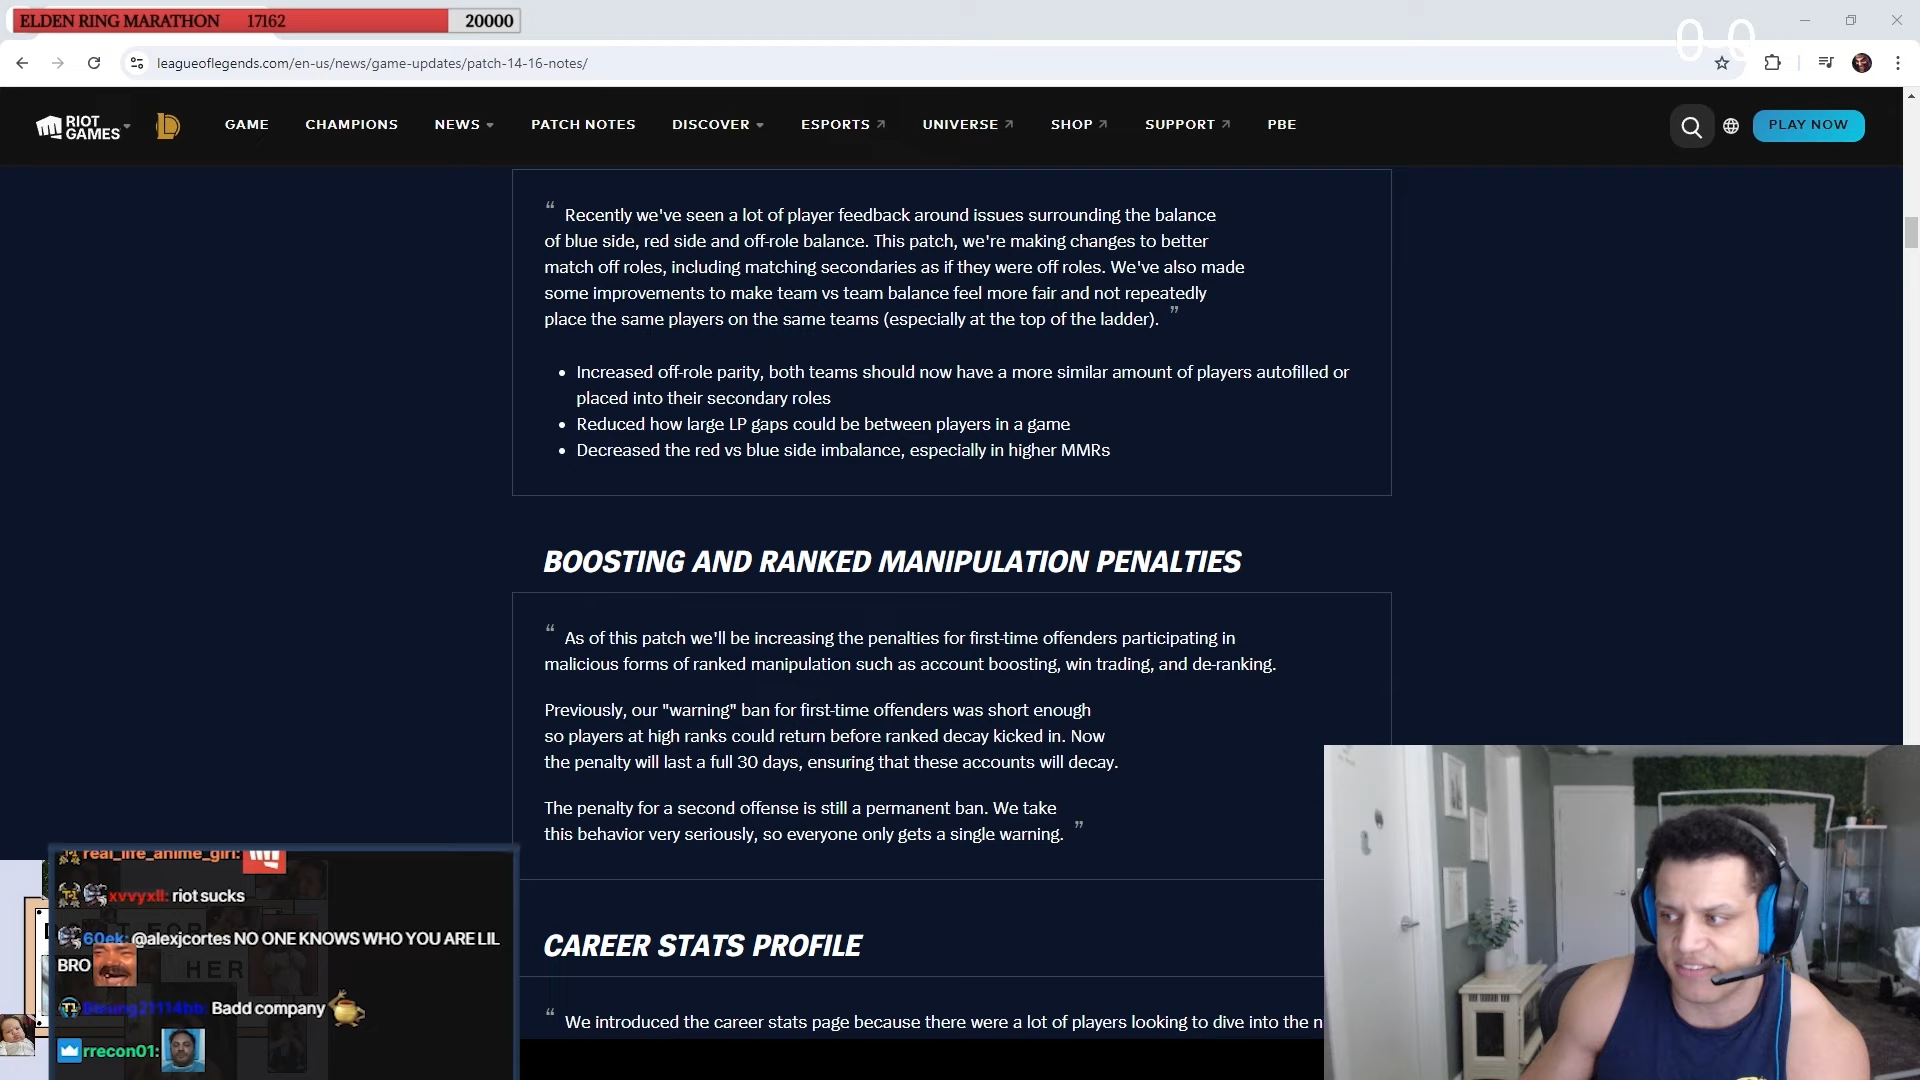 ELDEN RING MARATHON 17162 20000
0-0
leagueoflegends.com/en-us/news/game-updates/patch-14-16-notes/
RIOT GAMES
GAME CHAMPIONS NEWS PATCH NOTES DISCOVER ESPORTS UNIVERSE SHOP SUPPORT PBE PLAY NOW
“ Recently we've seen a lot of player feedback around issues surrounding the balance
of blue side, red side and off-role balance. This patch, we're making changes to better
match off roles, including matching secondaries as if they were off roles. We've also made
some improvements to make team vs team balance feel more fair and not repeatedly
place the same players on the same teams (especially at the top of the ladder). ”
• Increased off-role parity, both teams should now have a more similar amount of players autofilled or
placed into their secondary roles
• Reduced how large LP gaps could be between players in a game
• Decreased the red vs blue side imbalance, especially in higher MMRs
BOOSTING AND RANKED MANIPULATION PENALTIES
“ As of this patch we'll be increasing the penalties for first-time offenders participating in
malicious forms of ranked manipulation such as account boosting, win trading, and de-ranking.
Previously, our "warning" ban for first-time offenders was short enough
so players at high ranks could return before ranked decay kicked in. Now
the penalty will last a full 30 days, ensuring that these accounts will decay.
The penalty for a second offense is still a permanent ban. We take
this behavior very seriously, so everyone only gets a single warning. ”
CAREER STATS PROFILE
“ We introduced the career stats page because there were a lot of players looking to dive into the n
real_life_anime_girl:
xvvyxll: riot sucks
60ek: @alexjcortes NO ONE KNOWS WHO YOU ARE LIL
BRO
HER
Badd company
rrecon01: